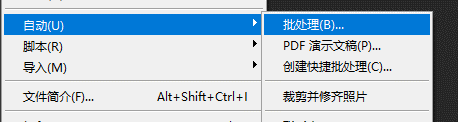 自动(U)
批处理(B)...
脚本(R)
PDF 演示文稿(P)...
导入(M)
创建快捷批处理(C)...
文件简介(F)... Alt+Shift+Ctrl+I
裁剪并修齐照片